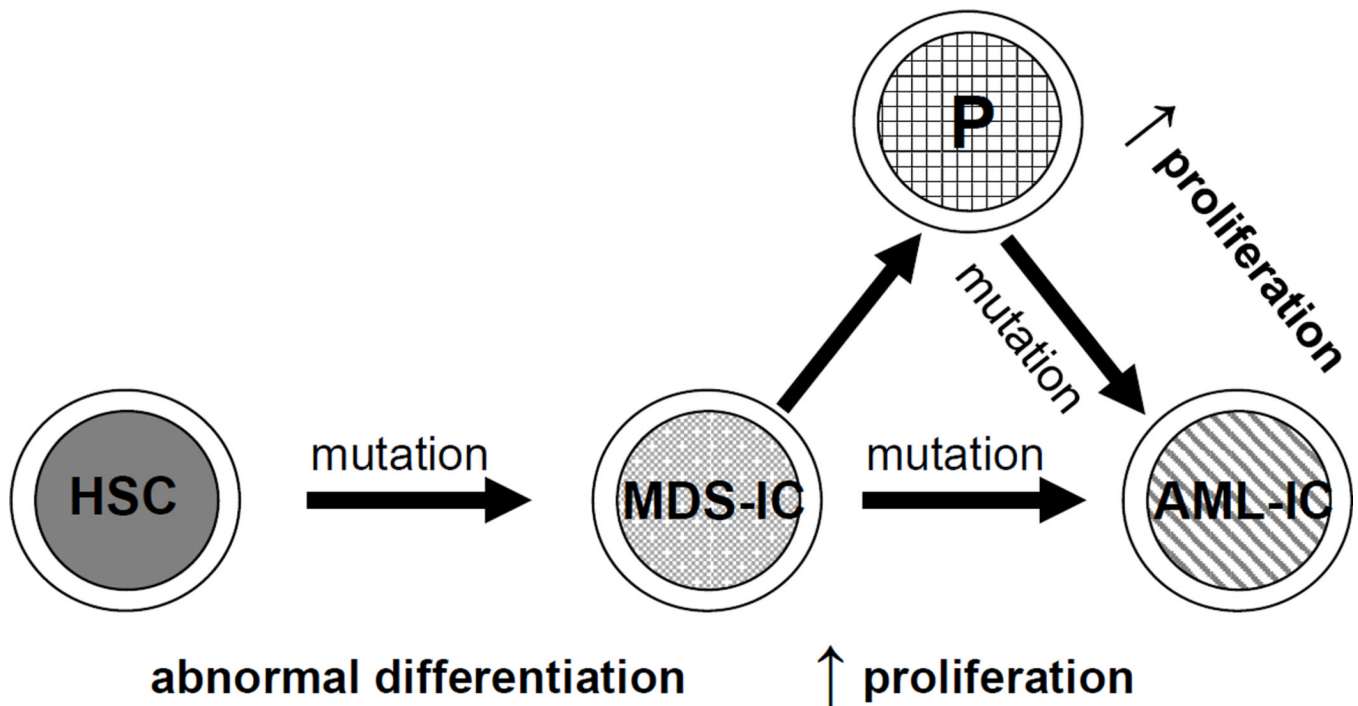 P
↑ proliferation
mutation
HSC
mutation
MDS-IC
mutation
AML-IC
abnormal differentiation
↑ proliferation